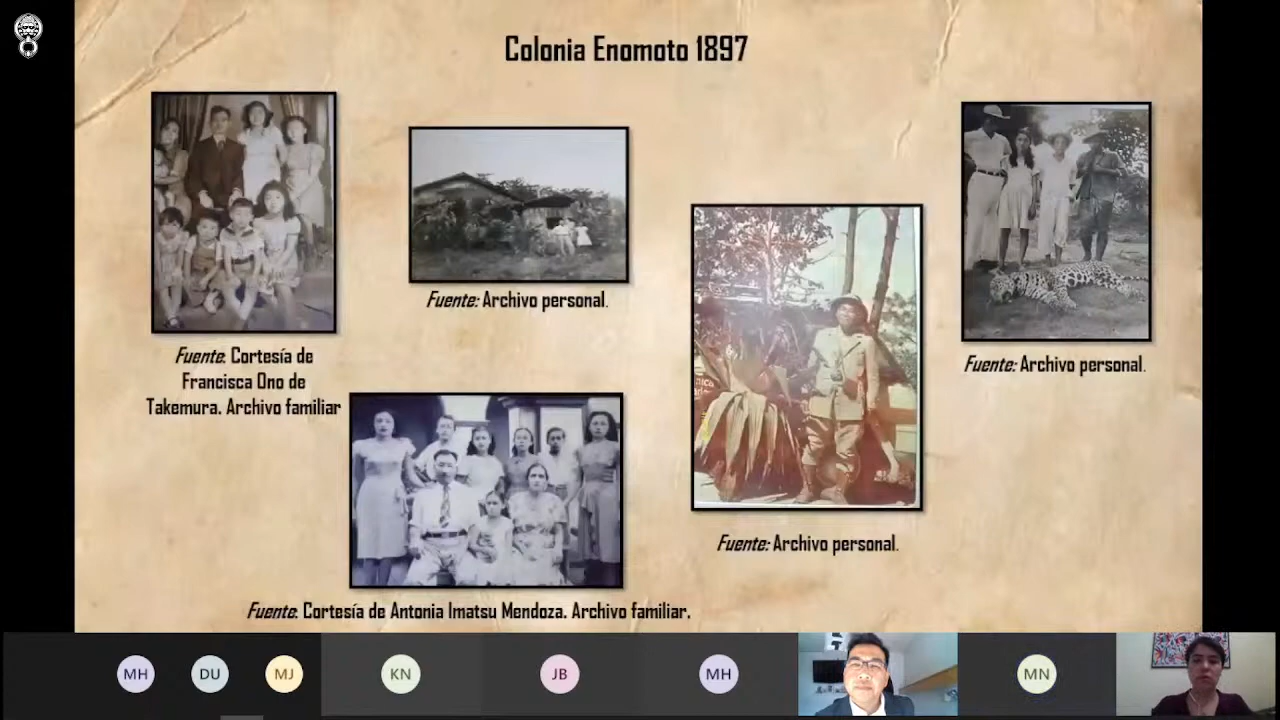 Colonia Enomoto 1897
Fuente: Cortesía de
Francisca Ono de
Takemura. Archivo familiar
Fuente: Archivo personal.
Fuente: Archivo personal.
Fuente: Archivo personal.
Fuente: Cortesía de Antonia Imatsu Mendoza. Archivo familiar.
MH
DU
MJ
KN
JB
MH
MN